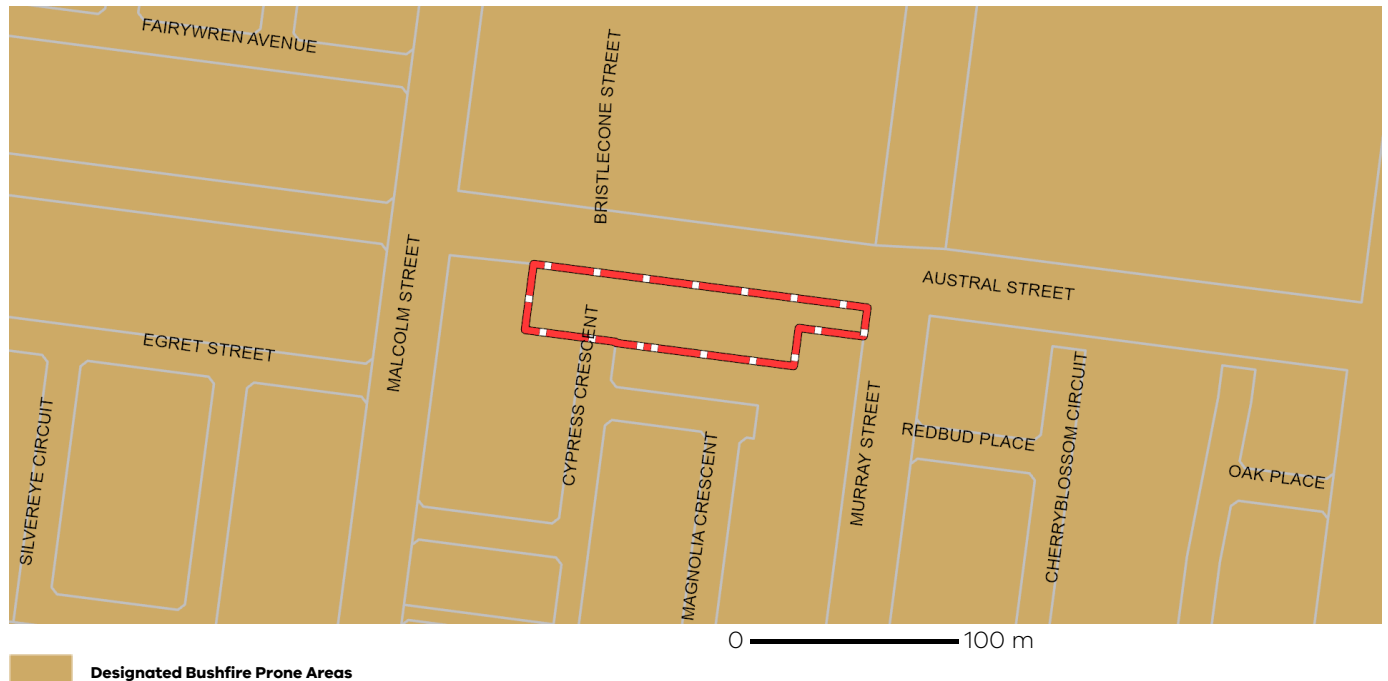 FAIRYWREN AVENUE
BRISTLECONE STREET
MALCOLM STREET
AUSTRAL STREET
EGRET STREET
CYPRESS CRESCENT
SILVEREYE CIRCUIT
MAGNOLIA CRESCENT
MURRAY STREET
REDBUD PLACE
CHERRYBLOSSOM CIRCUIT
OAK PLACE
0 100 m
Designated Bushfire Prone Areas